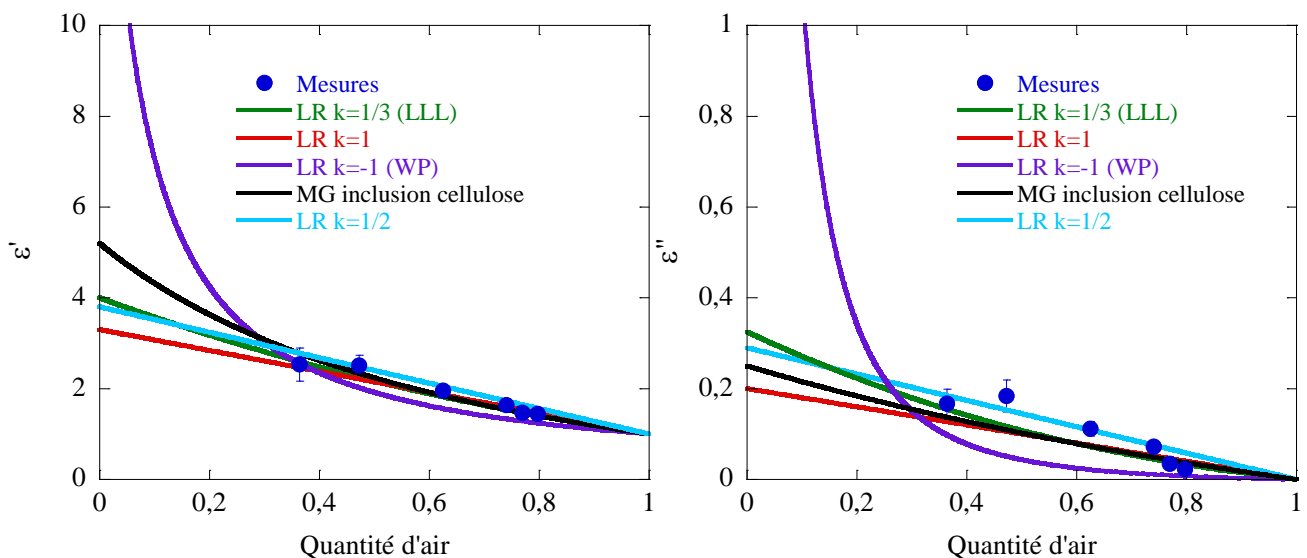 10
8
6
4
2
0
ε'
Mesures
LR k=1/3 (LLL)
LR k=1
LR k=-1 (WP)
MG inclusion cellulose
LR k=1/2
0
0,2
0,4
0,6
0,8
1
Quantité d'air
1
0,8
0,6
0,4
0,2
0
ε"
Mesures
LR k=1/3 (LLL)
LR k=1
LR k=-1 (WP)
MG inclusion cellulose
LR k=1/2
0
0,2
0,4
0,6
0,8
1
Quantité d'air